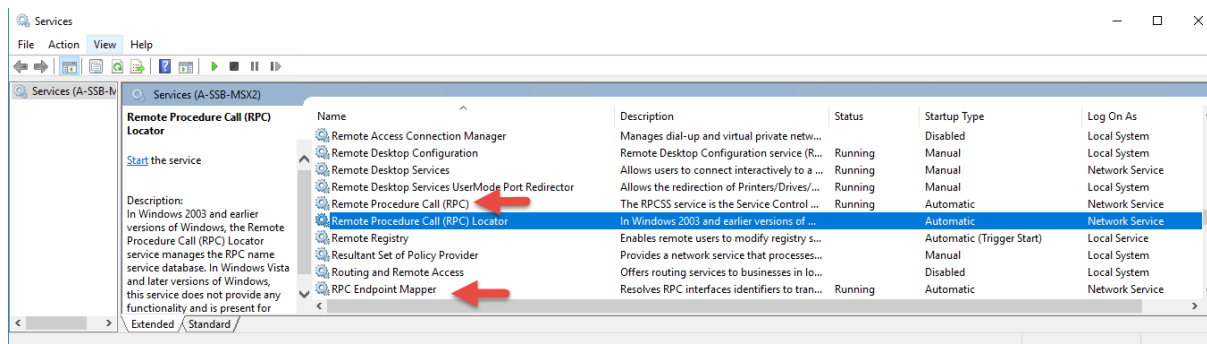 Services
File Action View Help
Services (A-SSB-M
Services (A-SSB-MSX2)
Remote Procedure Call (RPC)
Locator
Start the service
Description:
In Windows 2003 and earlier
versions of Windows, the Remote
Procedure Call (RPC) Locator
service manages the RPC name
service database. In Windows Vista
and later versions of Windows,
this service does not provide any
functionality and is present for
Name Description Status Startup Type Log On As
Remote Access Connection Manager Manages dial-up and virtual private netw... Disabled Local System
Remote Desktop Configuration Remote Desktop Configuration service (R... Running Manual Local System
Remote Desktop Services Allows users to connect interactively to a ... Running Manual Network Service
Remote Desktop Services UserMode Port Redirector Allows the redirection of Printers/Drives/... Running Manual Local System
Remote Procedure Call (RPC) The RPCSS service is the Service Control ... Running Automatic Network Service
Remote Procedure Call (RPC) Locator In Windows 2003 and earlier versions of ... Automatic Network Service
Remote Registry Enables remote users to modify registry s... Automatic (Trigger Start) Local Service
Resultant Set of Policy Provider Provides a network service that processes... Manual Local System
Routing and Remote Access Offers routing services to businesses in lo... Disabled Local System
RPC Endpoint Mapper Resolves RPC interfaces identifiers to tran... Running Automatic Network Service
Extended Standard